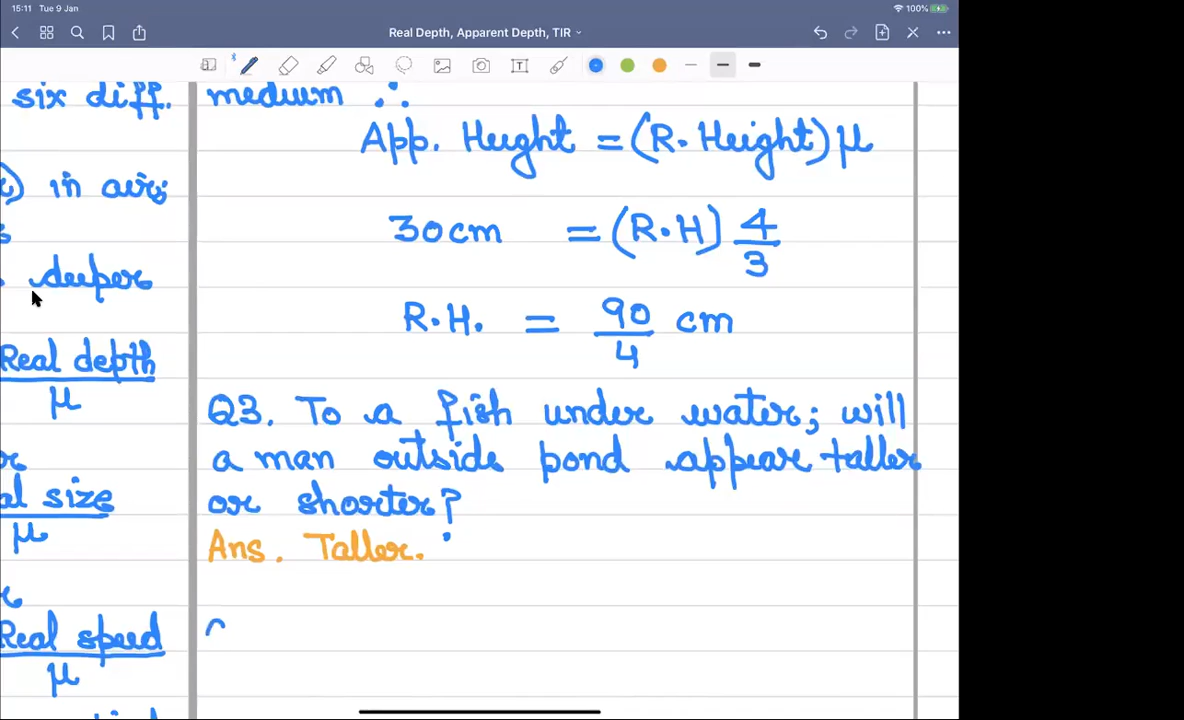 15:11 Tue 9 Jan
100%
Real Depth, Apparent Depth, TIR
six diff.
in air;
deeper
Real depth
μ
al size
μ
Real speed
μ
medium ∴
App. Height = (R. Height) μ
30cm = (R.H) 4/3
R.H. = 90/4 cm
Q3. To a fish under water; will
a man outside pond appear taller
or shorter?
Ans. Taller.